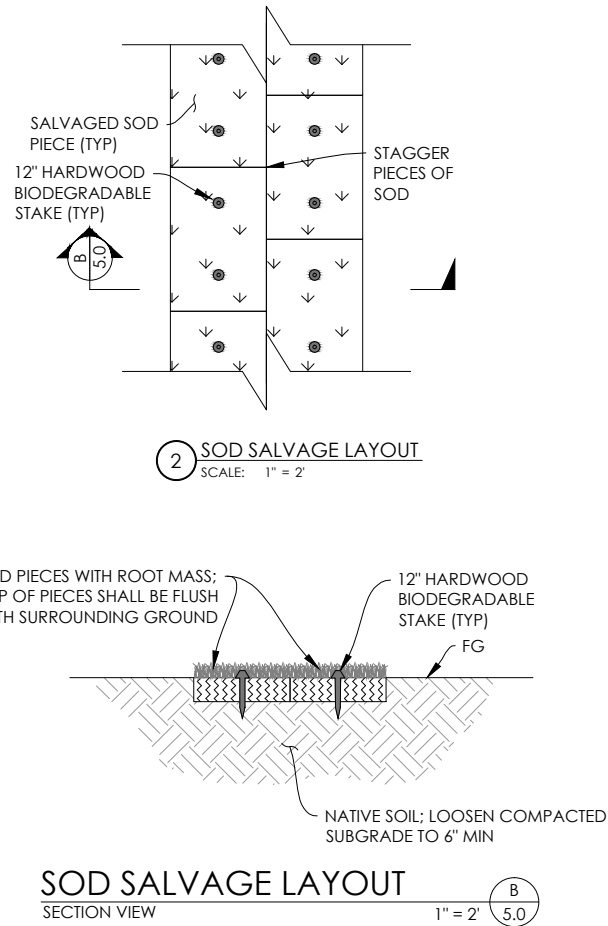 SALVAGED SOD
PIECE (TYP)
12" HARDWOOD
BIODEGRADABLE
STAKE (TYP)
STAGGER
PIECES OF
SOD
B
5.0
2
SOD SALVAGE LAYOUT
SCALE: 1" = 2'
PIECES WITH ROOT MASS;
OF PIECES SHALL BE FLUSH
SURROUNDING GROUND
12" HARDWOOD
BIODEGRADABLE
STAKE (TYP)
FG
NATIVE SOIL; LOOSEN COMPACTED
SUBGRADE TO 6" MIN
SOD SALVAGE LAYOUT
SECTION VIEW
1" = 2'
B
5.0